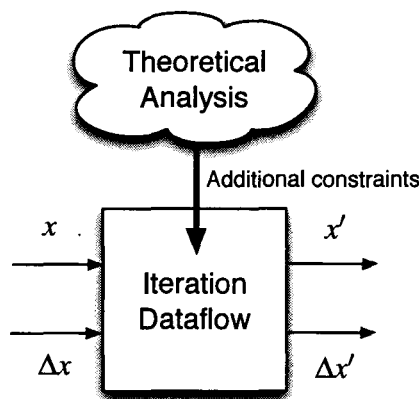 Theoretical
Analysis
Additional constraints
x
x′
Iteration
Dataflow
Δx
Δx′